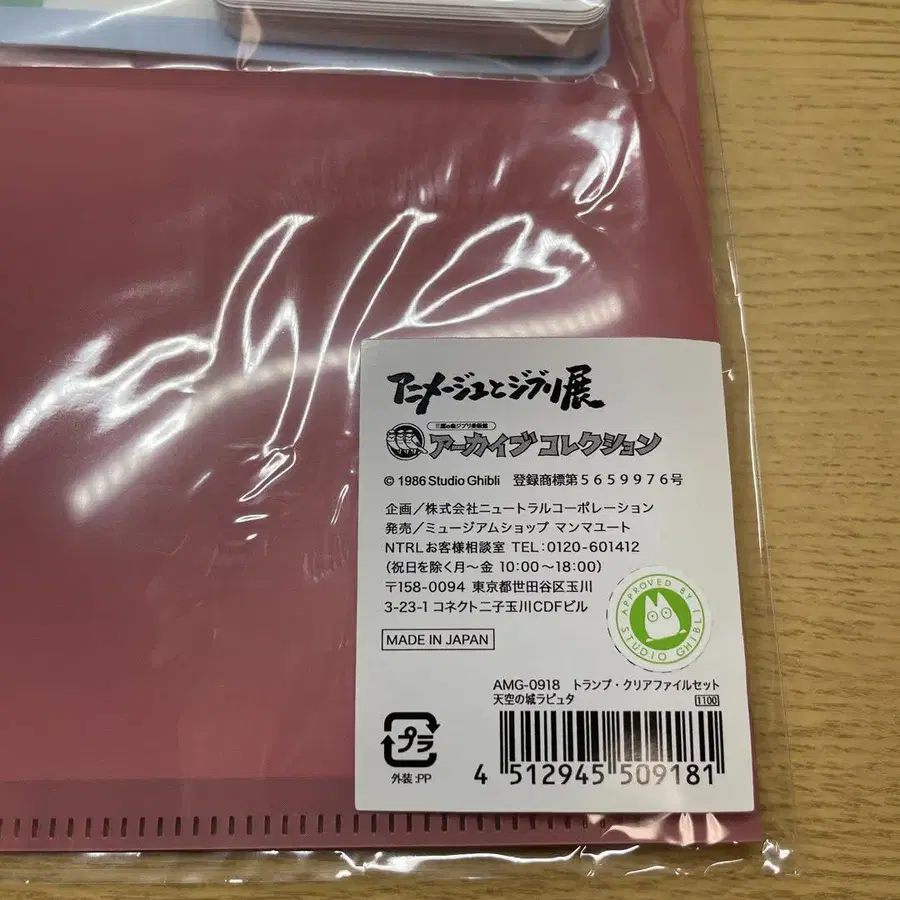 アニメージュとジブリ展
三鷹の森ジブリ美術館
アーカイブ コレクション
© 1986 Studio Ghibli 登録商標第5659976号
企画/株式会社ニュートラルコーポレーション
発売/ミュージアムショップ マンマユート
NTRLお客様相談室 TEL:0120-601412
(祝日を除く月〜金 10:00〜18:00)
〒158-0094 東京都世田谷区玉川
3-23-1 コネクト二子玉川CDFビル
APPROVED BY STUDIO GHIBLI
MADE IN JAPAN
AMG-0918 トランプ・クリアファイルセット
天空の城ラピュタ 1100
プラ
外装:PP
4 512945 509181